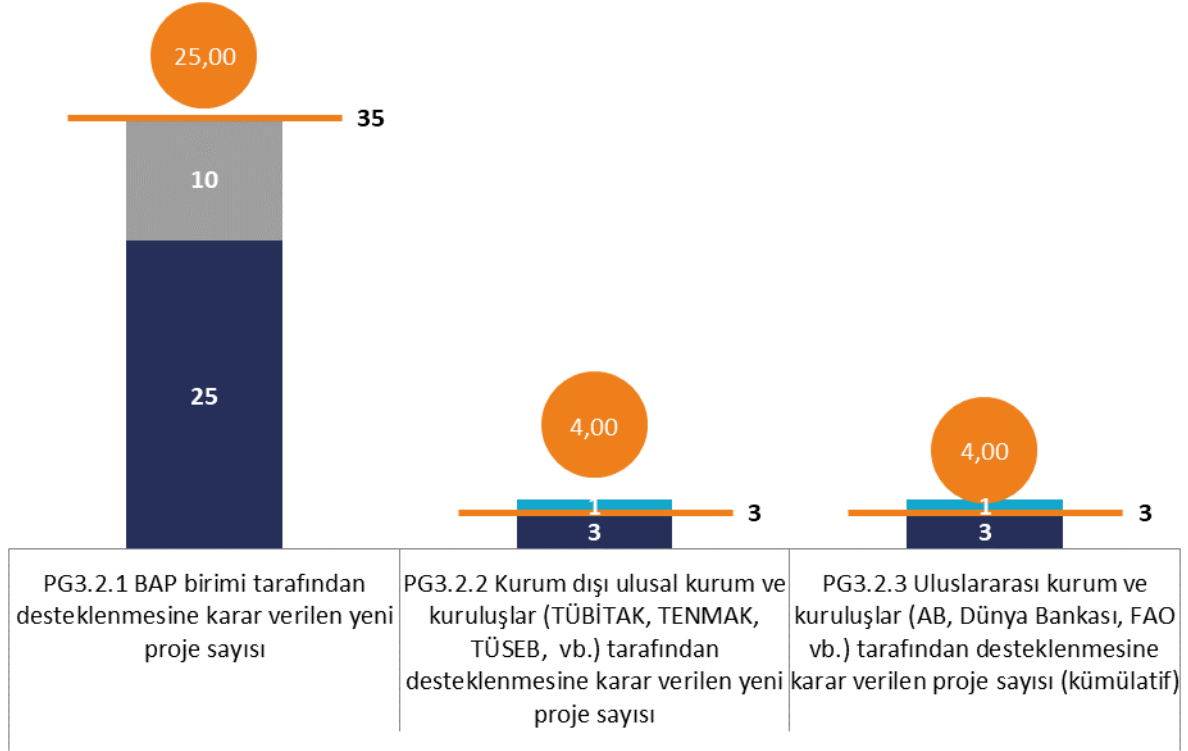 25,00
35
10
25
4,00
1
3
3
4,00
1
3
3
PG3.2.1 BAP birimi tarafından
desteklenmesine karar verilen yeni
proje sayısı
PG3.2.2 Kurum dışı ulusal kurum ve
kuruluşlar (TÜBİTAK, TENMAK,
TÜSEB, vb.) tarafından
desteklenmesine karar verilen yeni
proje sayısı
PG3.2.3 Uluslararası kurum ve
kuruluşlar (AB, Dünya Bankası, FAO
vb.) tarafından desteklenmesine
karar verilen proje sayısı (kümülatif)